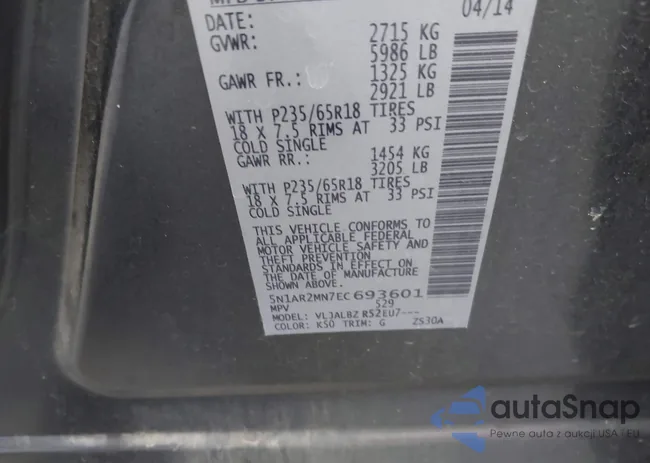 DATE: 04/14
GVWR: 2715 KG
5986 LB
GAWR FR.: 1325 KG
2921 LB
WITH P235/65R18 TIRES
18 X 7.5 RIMS AT 33 PSI
COLD SINGLE
GAWR RR.: 1454 KG
3205 LB
WITH P235/65R18 TIRES
18 X 7.5 RIMS AT 33 PSI
COLD SINGLE
THIS VEHICLE CONFORMS TO
ALL APPLICABLE FEDERAL
MOTOR VEHICLE SAFETY AND
THEFT PREVENTION
STANDARDS IN EFFECT ON
THE DATE OF MANUFACTURE
SHOWN ABOVE.
5N1AR2MN7EC693601
MPV 529
MODEL: VLJALBZ R52EU7---
COLOR: K50 TRIM: G ZS30A
autaSnap
Pewne auta z aukcji USA i EU